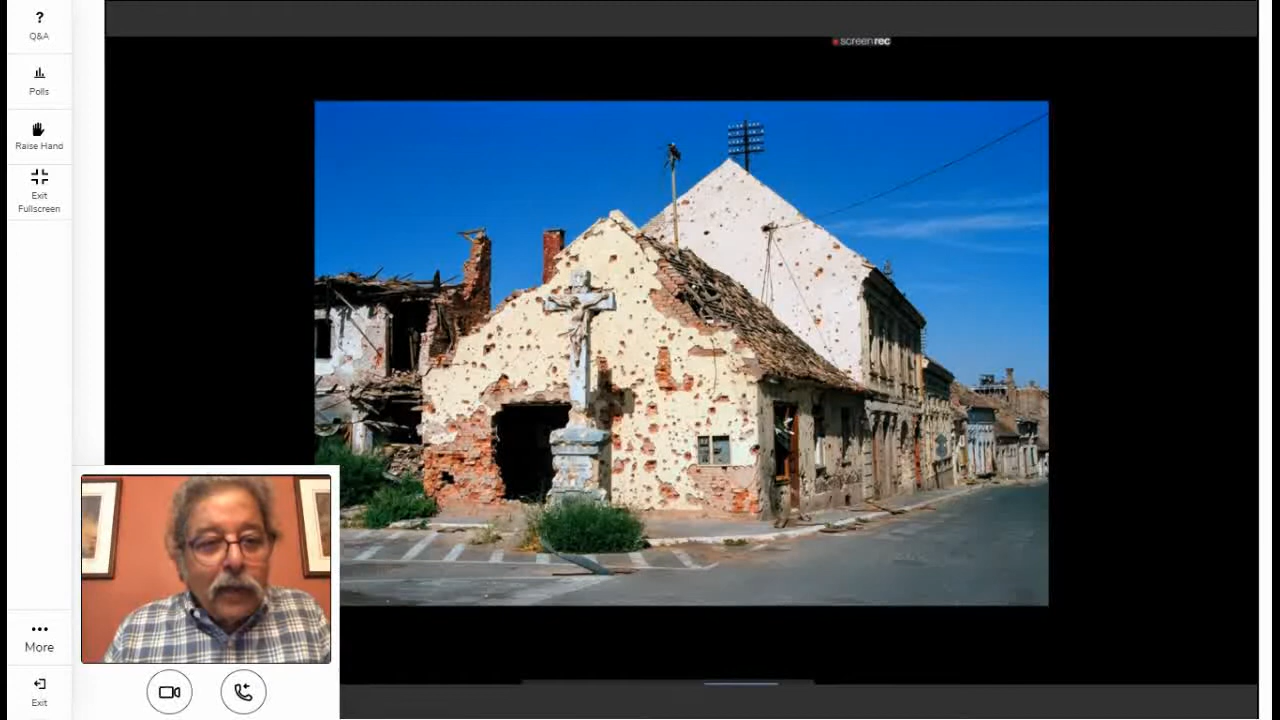 Q&A
Polls
Raise Hand
Exit
Fullscreen
More
Exit
screenrec